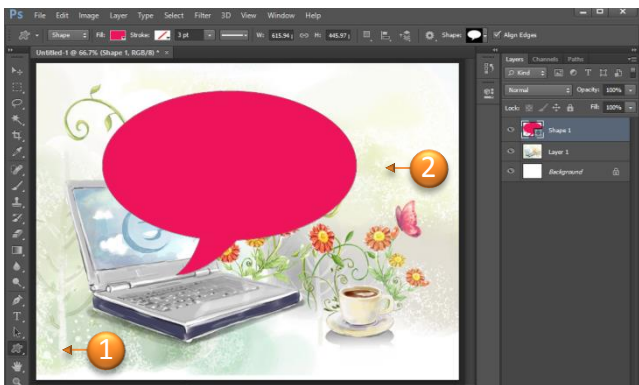 PS File Edit Image Layer Type Select Filter 3D View Window Help
Shape Fill: Stroke: 3 pt W: 615.94 H: 445.97 Shape: Align Edges
Untitled-1 @ 66.7% (Shape 1, RGB/8) * ×
Layers Channels Paths
Kind
Normal Opacity: 100%
Lock: Fill: 100%
Shape 1
Layer 1
Background
2
1